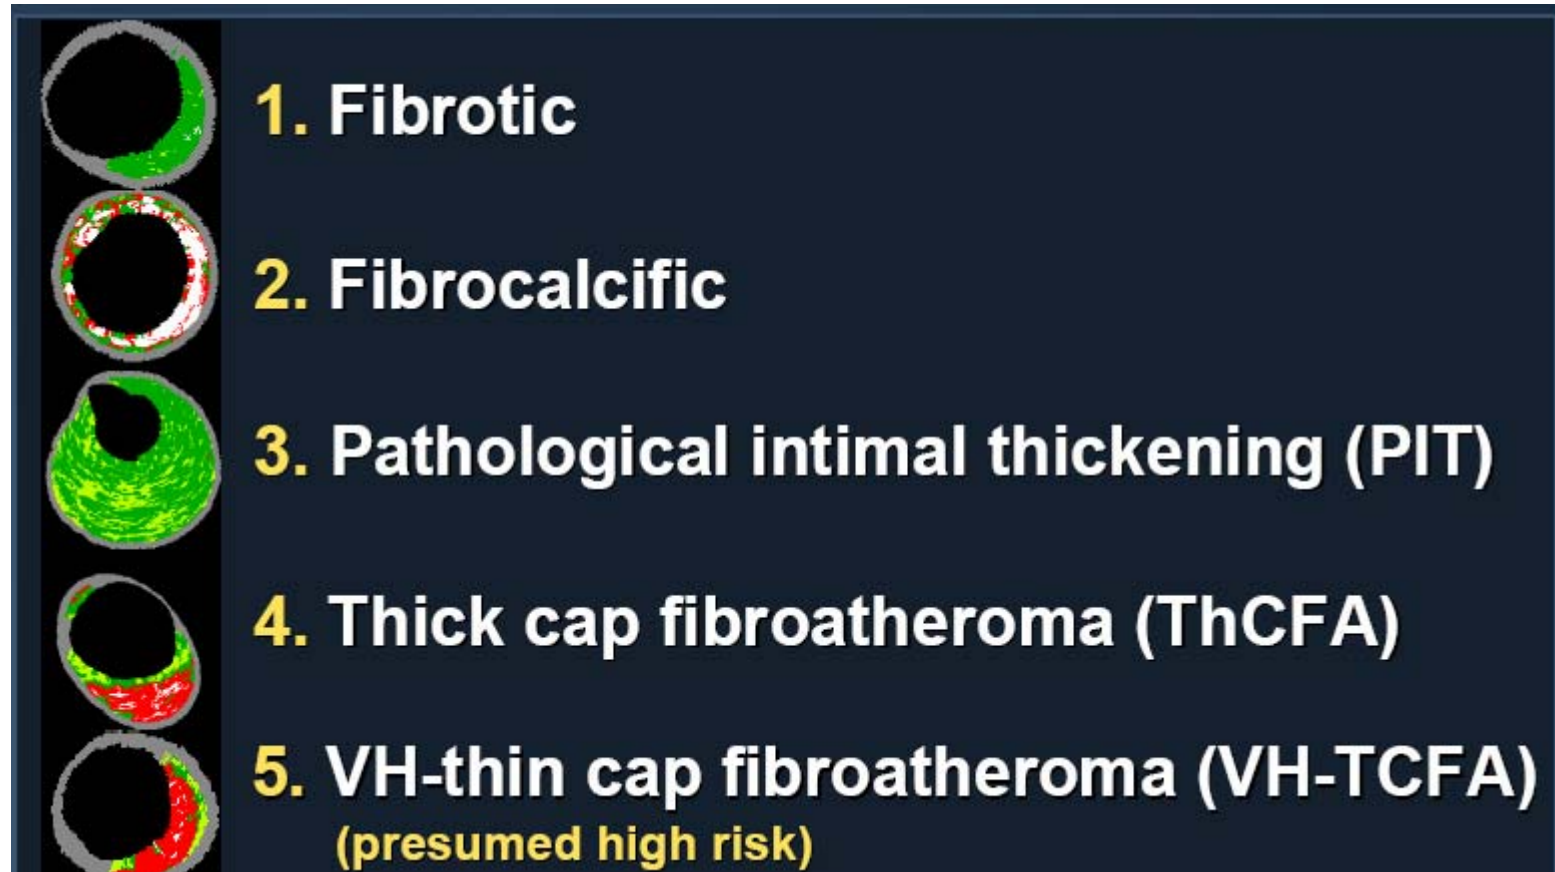 1. Fibrotic
2. Fibrocalcific
3. Pathological intimal thickening (PIT)
4. Thick cap fibroatheroma (ThCFA)
5. VH-thin cap fibroatheroma (VH-TCFA)
(presumed high risk)